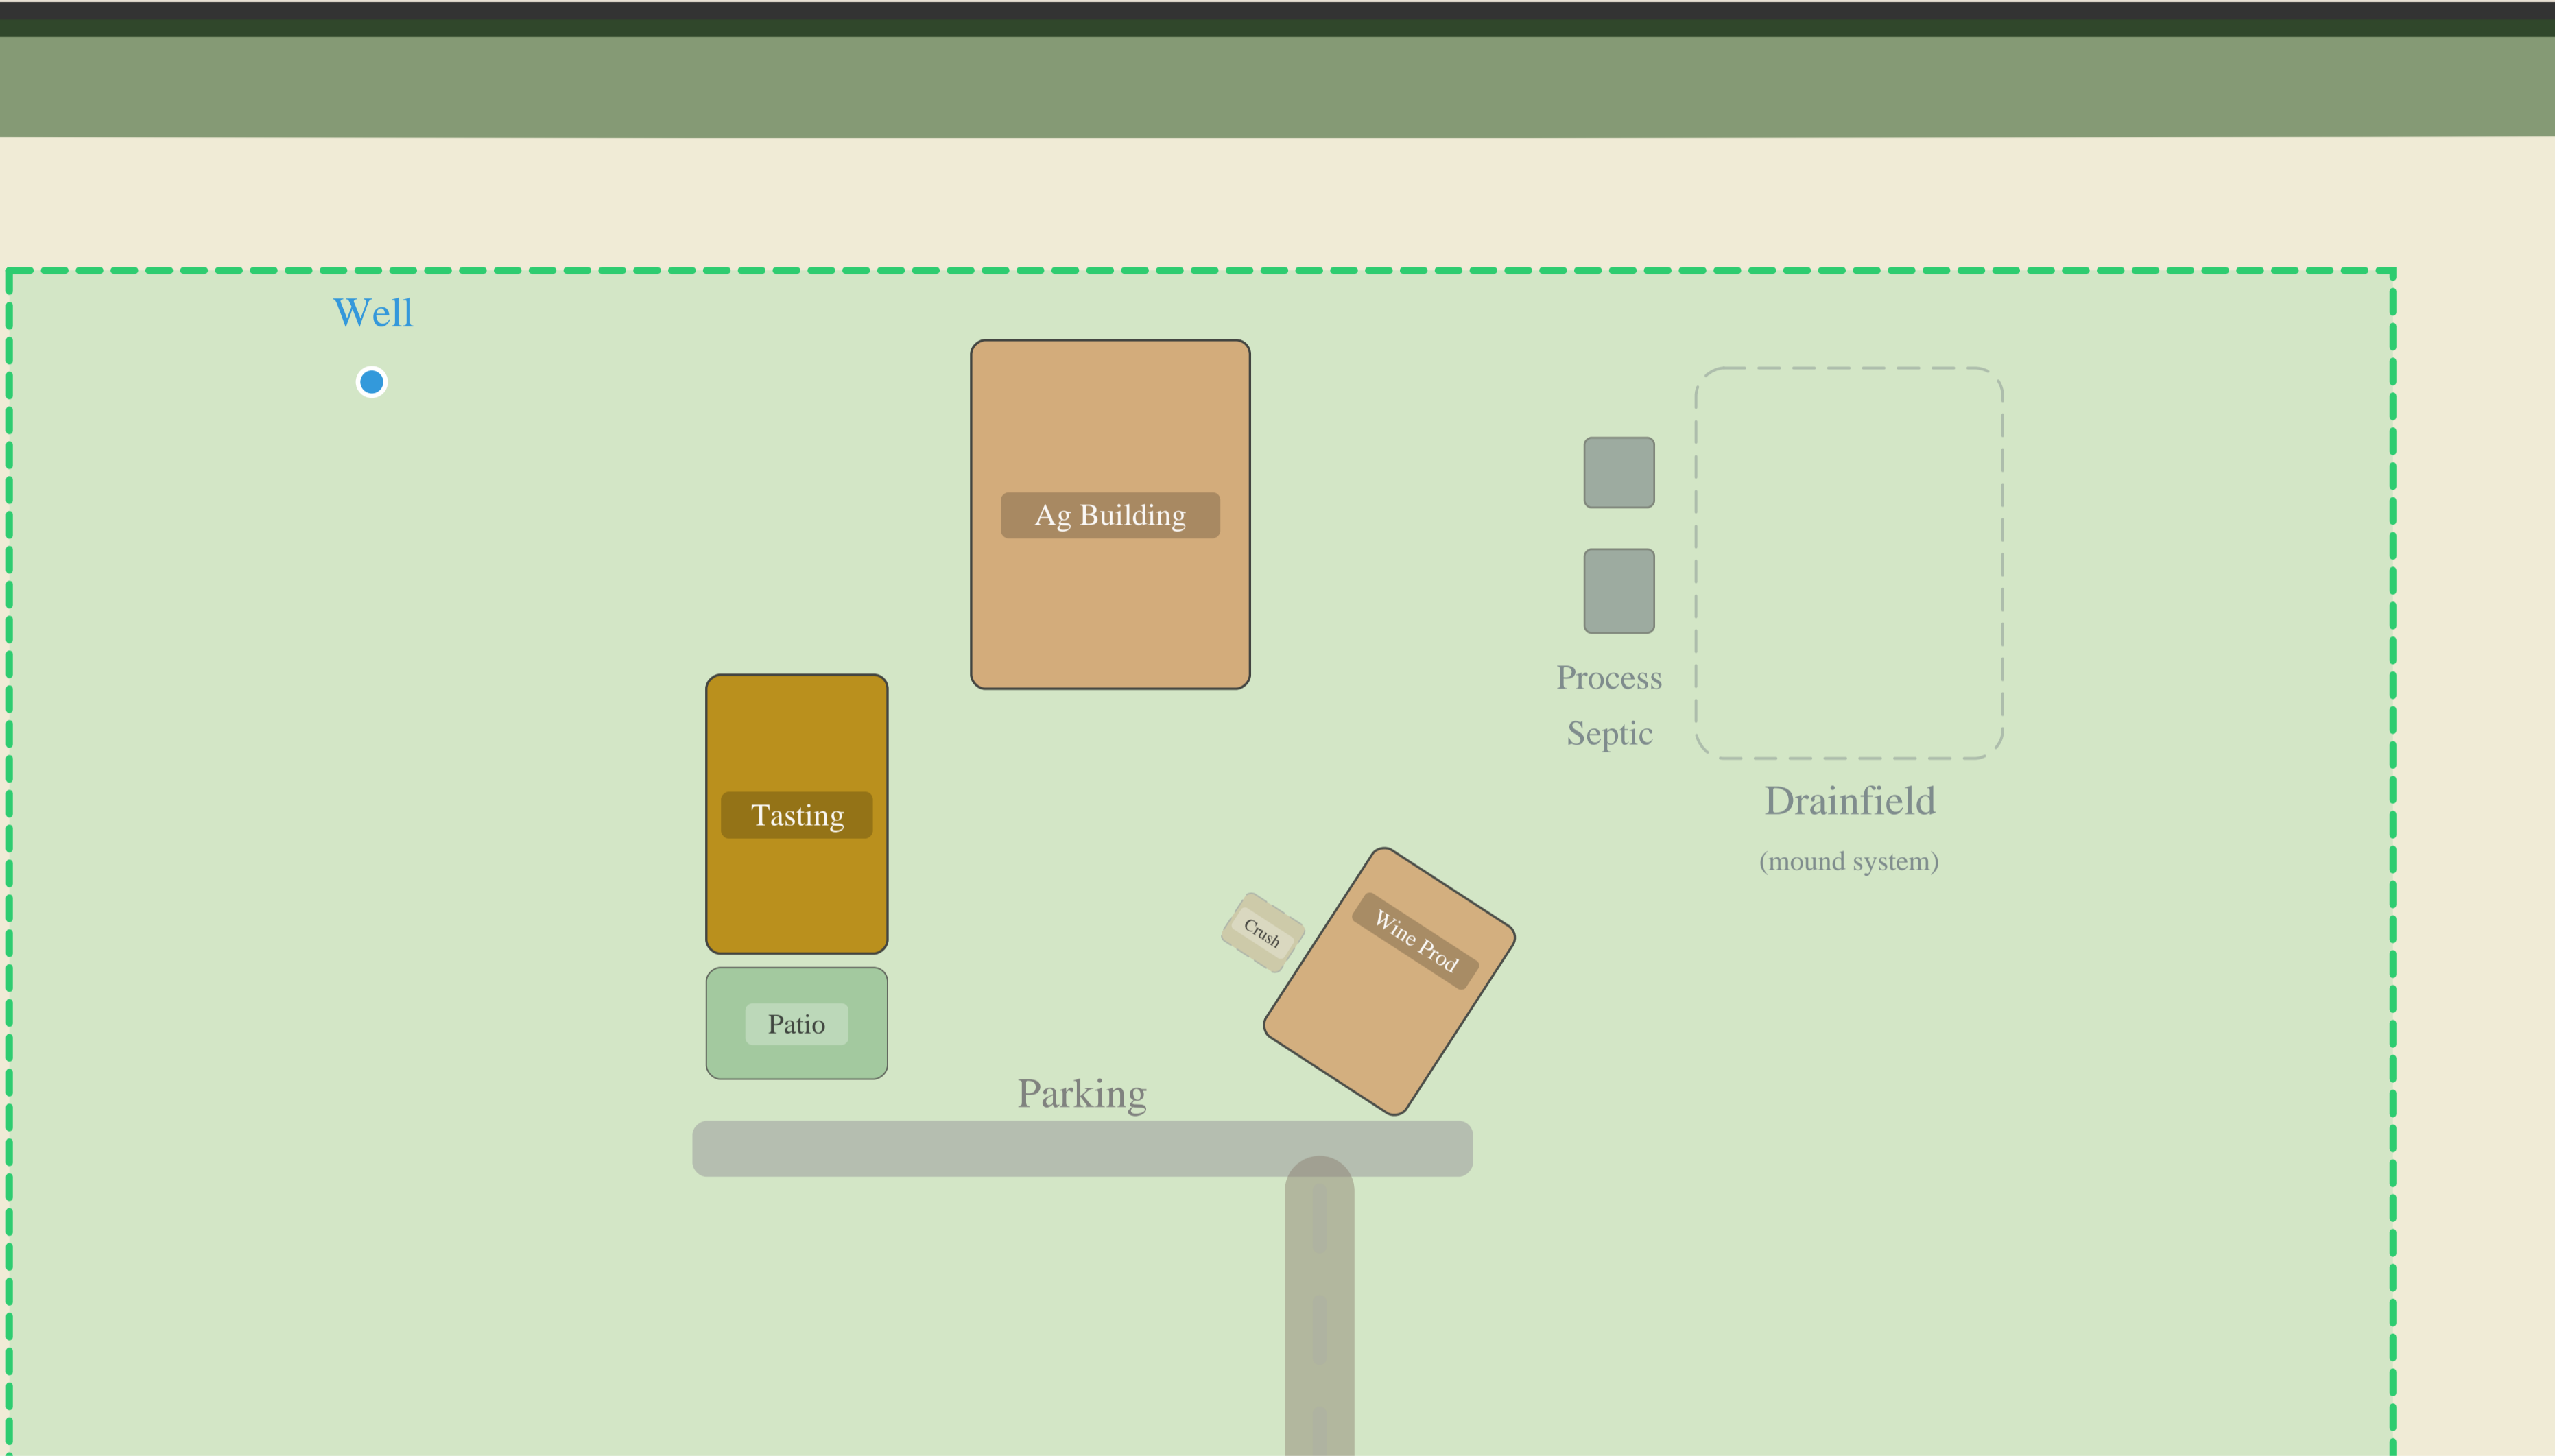 Well
Ag Building
Process
Septic
Tasting
Drainfield
(mound system)
Crush
Wine Prod
Patio
Parking